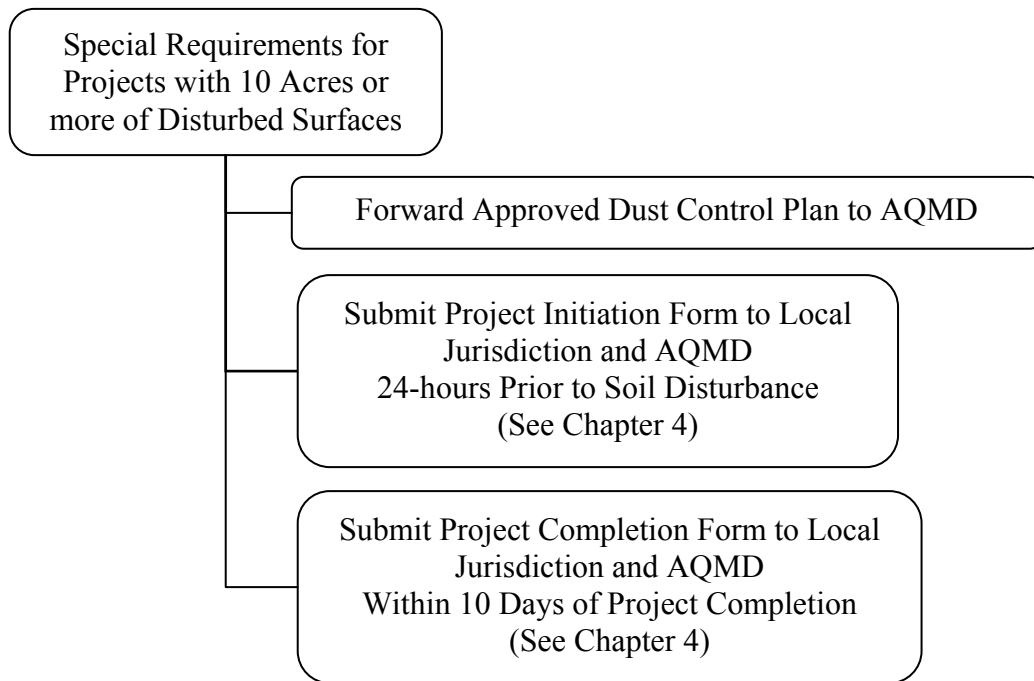 Special Requirements for
Projects with 10 Acres or
more of Disturbed Surfaces
Forward Approved Dust Control Plan to AQMD
Submit Project Initiation Form to Local
Jurisdiction and AQMD
24-hours Prior to Soil Disturbance
(See Chapter 4)
Submit Project Completion Form to Local
Jurisdiction and AQMD
Within 10 Days of Project Completion
(See Chapter 4)